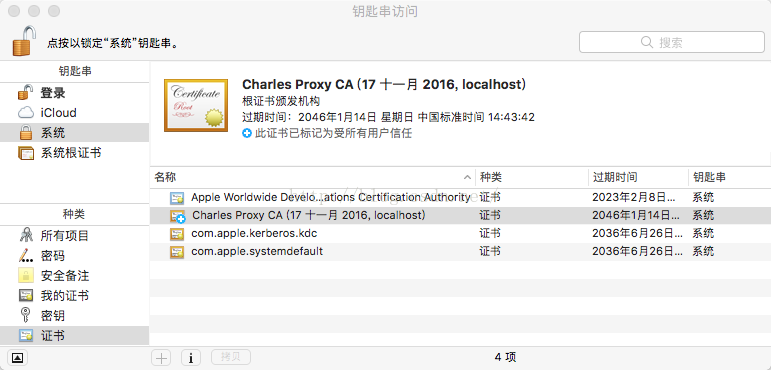 钥匙串访问
点按以锁定“系统”钥匙串。
搜索
钥匙串
登录
iCloud
系统
系统根证书
Charles Proxy CA (17 十一月 2016, localhost)
根证书颁发机构
过期时间：2046年1月14日 星期日 中国标准时间 14:43:42
此证书已标记为受所有用户信任
名称 种类 过期时间 钥匙串
Apple Worldwide Develo...ations Certification Authority 证书 2023年2月8日... 系统
Charles Proxy CA (17 十一月 2016, localhost) 证书 2046年1月14日... 系统
com.apple.kerberos.kdc 证书 2036年6月26日... 系统
com.apple.systemdefault 证书 2036年6月26日... 系统
种类
所有项目
密码
安全备注
我的证书
密钥
证书
拷贝
4 项